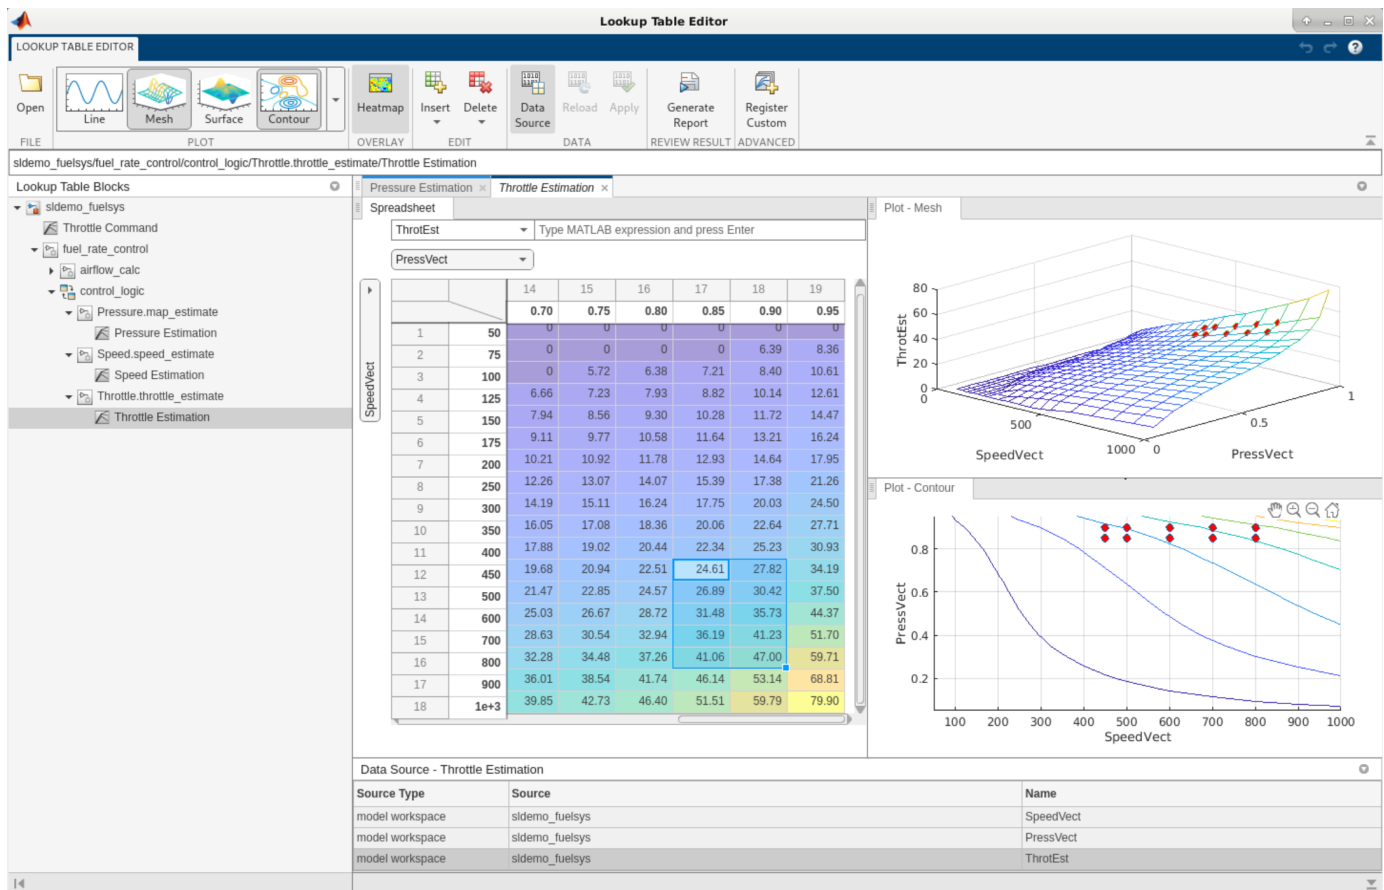 Lookup Table Editor
LOOKUP TABLE EDITOR
Open
Line
Mesh
Surface
Contour
Heatmap
Insert
Delete
Data Source
Reload
Apply
Generate Report
Register Custom
FILE
PLOT
OVERLAY
EDIT
DATA
REVIEW RESULT
ADVANCED
sldemo_fuelsys/fuel_rate_control/control_logic/Throttle.throttle_estimate/Throttle Estimation
Lookup Table Blocks
sldemo_fuelsys
Throttle Command
fuel_rate_control
airflow_calc
control_logic
Pressure.map_estimate
Pressure Estimation
Speed.speed_estimate
Speed Estimation
Throttle.throttle_estimate
Throttle Estimation
Pressure Estimation × Throttle Estimation ×
Spreadsheet
ThrotEst Type MATLAB expression and press Enter
PressVect
SpeedVect
14 15 16 17 18 19
0.70 0.75 0.80 0.85 0.90 0.95
1 50 0 0 0 0 0 0
2 75 0 0 0 0 6.39 8.36
3 100 0 5.72 6.38 7.21 8.40 10.61
4 125 6.66 7.23 7.93 8.82 10.14 12.61
5 150 7.94 8.56 9.30 10.28 11.72 14.47
6 175 9.11 9.77 10.58 11.64 13.21 16.24
7 200 10.21 10.92 11.78 12.93 14.64 17.95
8 250 12.26 13.07 14.07 15.39 17.38 21.26
9 300 14.19 15.11 16.24 17.75 20.03 24.50
10 350 16.05 17.08 18.36 20.06 22.64 27.71
11 400 17.88 19.02 20.44 22.34 25.23 30.93
12 450 19.68 20.94 22.51 24.61 27.82 34.19
13 500 21.47 22.85 24.57 26.89 30.42 37.50
14 600 25.03 26.67 28.72 31.48 35.73 44.37
15 700 28.63 30.54 32.94 36.19 41.23 51.70
16 800 32.28 34.48 37.26 41.06 47.00 59.71
17 900 36.01 38.54 41.74 46.14 53.14 68.81
18 1e+3 39.85 42.73 46.40 51.51 59.79 79.90
Plot - Mesh
ThrotEst
80
60
40
20
0
0 500 1000
SpeedVect
0 0.5 1
PressVect
Plot - Contour
PressVect
0.8
0.6
0.4
0.2
100 200 300 400 500 600 700 800 900 1000
SpeedVect
Data Source - Throttle Estimation
Source Type Source Name
model workspace sldemo_fuelsys SpeedVect
model workspace sldemo_fuelsys PressVect
model workspace sldemo_fuelsys ThrotEst